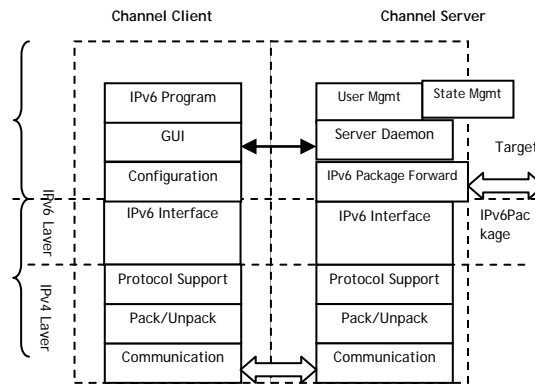 Channel Client
Channel Server
IPv6 Program
User Mgmt
State Mgmt
GUI
Server Daemon
Target
Configuration
IPv6 Package Forward
IPv6 Interface
IPv6 Interface
IPv6Pac
kage
IPv6 Layer
Protocol Support
Protocol Support
IPv4 Layer
Pack/Unpack
Pack/Unpack
Communication
Communication